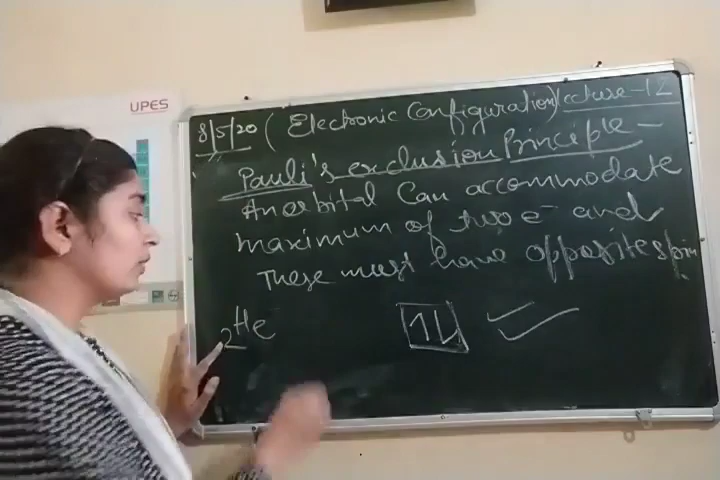 UPES
8/5/20 (Electronic Configuration) Lecture-12
Pauli's exclusion Principle-
An orbital Can accommodate
maximum of two e- and
These must have opposite spin
2He
1L